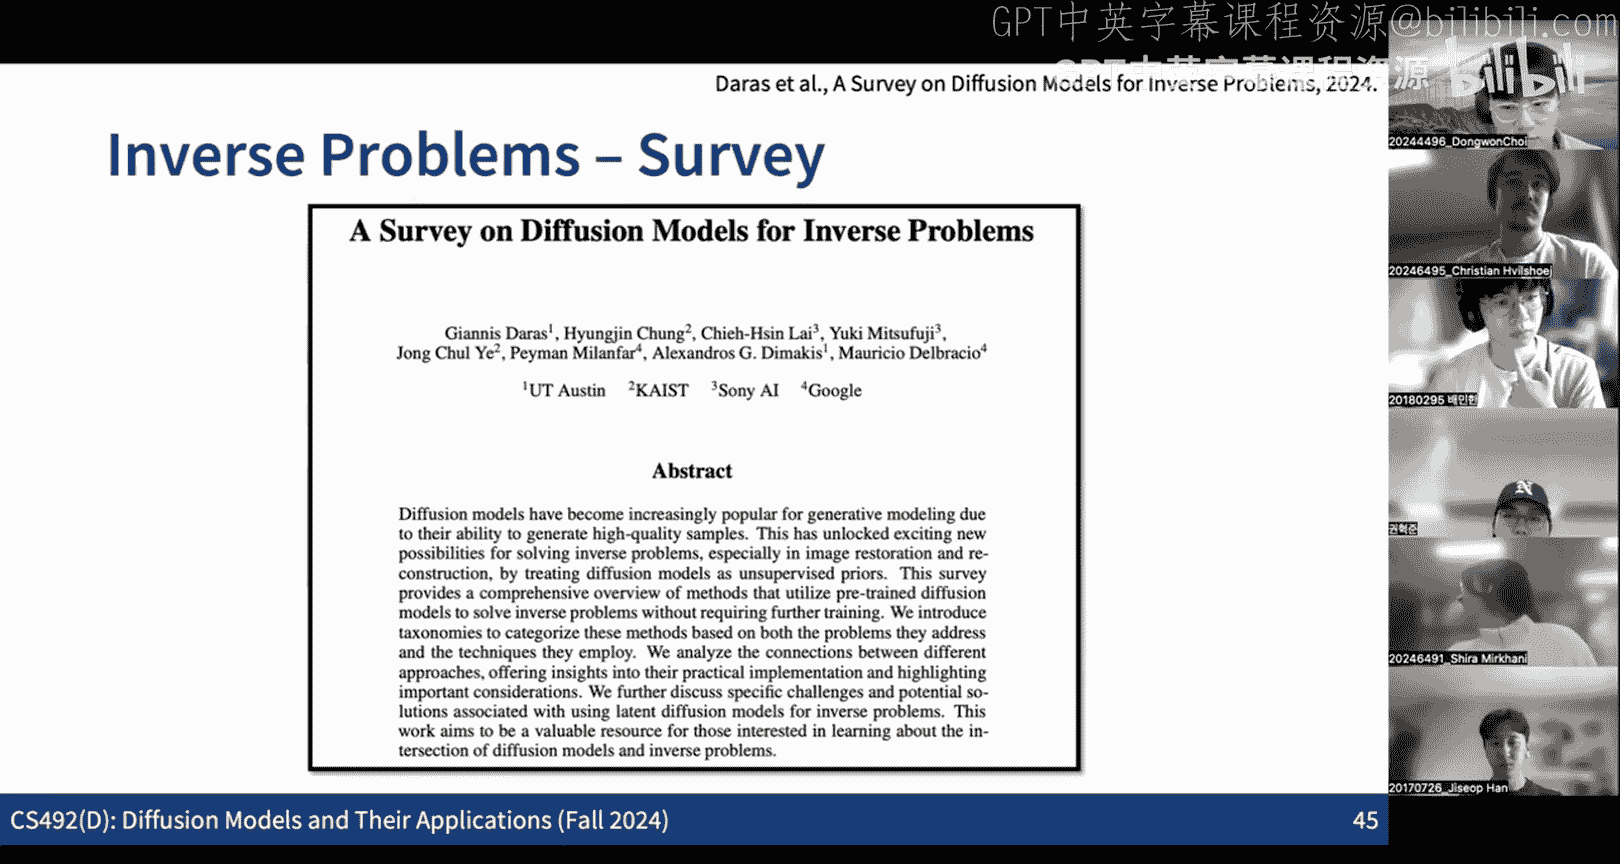 GPT中英字幕课程资源@bilibili.com
bilibili
Daras et al., A Survey on Diffusion Models for Inverse Problems, 2024.
Inverse Problems – Survey
A Survey on Diffusion Models for Inverse Problems
Giannis Daras¹, Hyungjin Chung², Chieh-Hsin Lai³, Yuki Mitsufuji³,
Jong Chul Ye², Peyman Milanfar⁴, Alexandros G. Dimakis¹, Mauricio Delbracio⁴
¹UT Austin ²KAIST ³Sony AI ⁴Google
Abstract
Diffusion models have become increasingly popular for generative modeling due
to their ability to generate high-quality samples. This has unlocked exciting new
possibilities for solving inverse problems, especially in image restoration and re-
construction, by treating diffusion models as unsupervised priors. This survey
provides a comprehensive overview of methods that utilize pre-trained diffusion
models to solve inverse problems without requiring further training. We introduce
taxonomies to categorize these methods based on both the problems they address
and the techniques they employ. We analyze the connections between different
approaches, offering insights into their practical implementation and highlighting
important considerations. We further discuss specific challenges and potential so-
lutions associated with using latent diffusion models for inverse problems. This
work aims to be a valuable resource for those interested in learning about the in-
tersection of diffusion models and inverse problems.
CS492(D): Diffusion Models and Their Applications (Fall 2024)
45
20244496_DongwonChoi
20246495_Christian Hvilshoej
20180295 배민한
N
권혁준
20246491_Shira Mirkhani
20170726_Jiseop Han